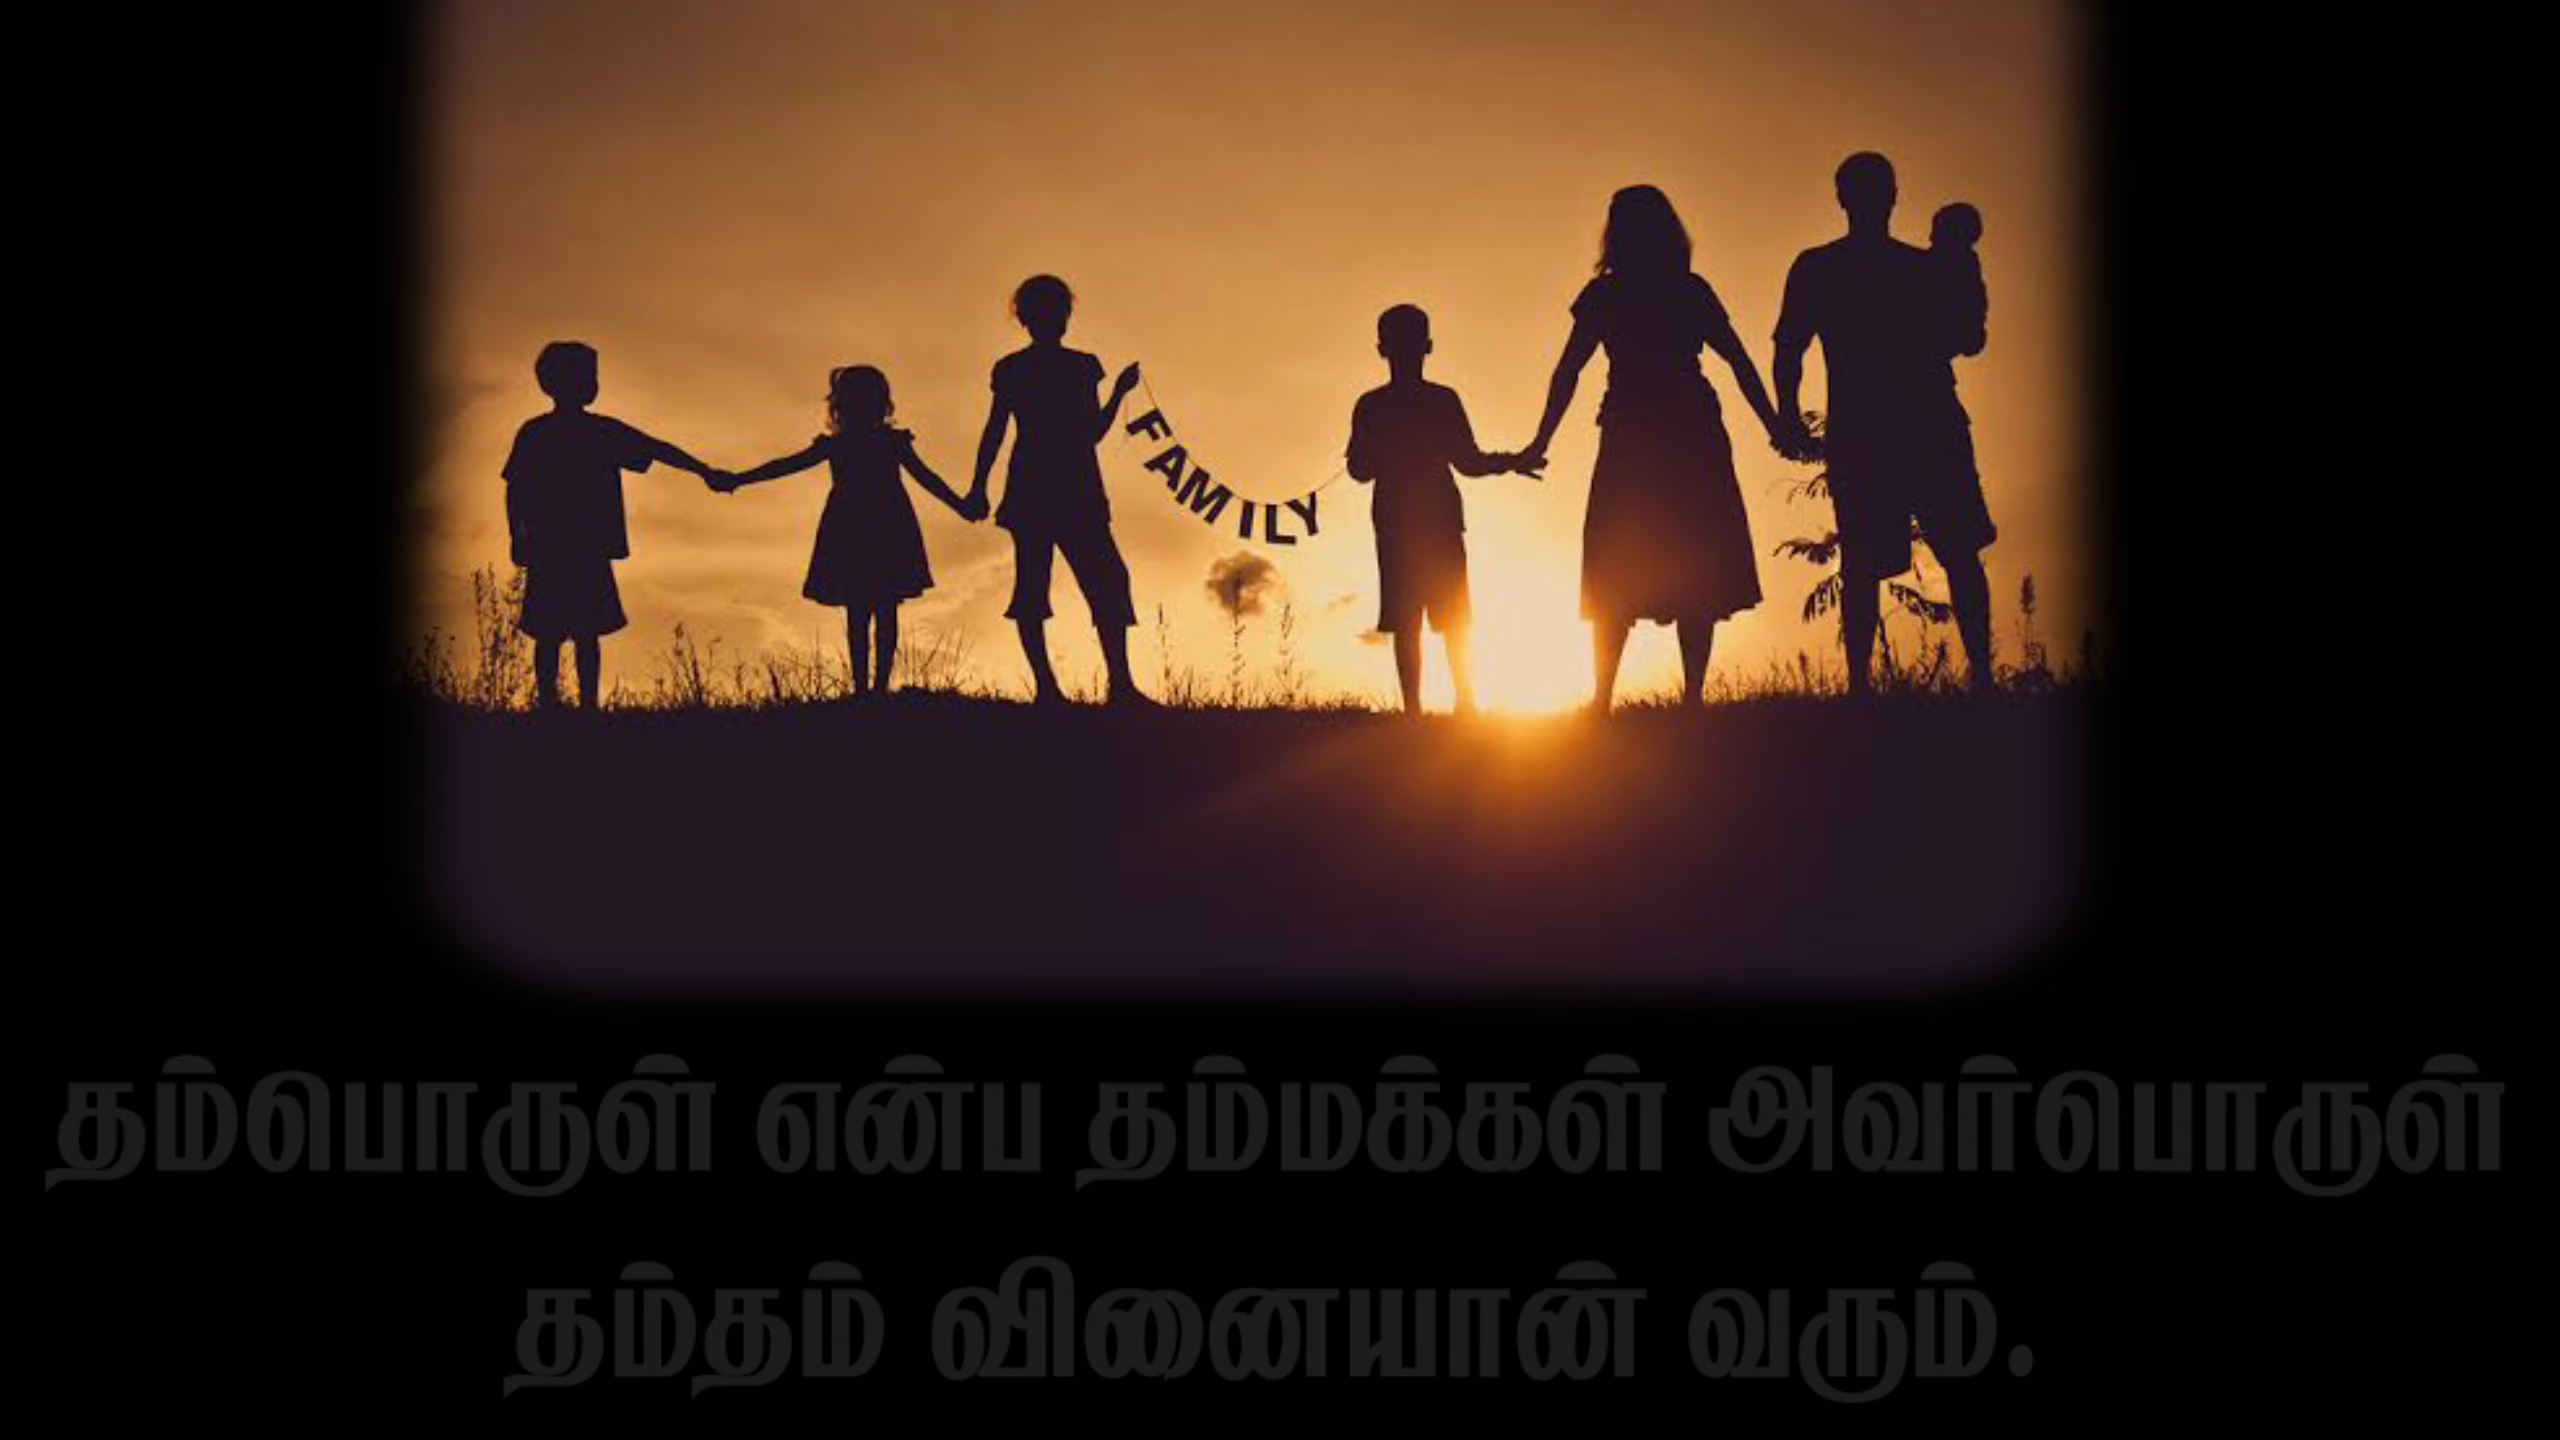 FAMILY
தம்பொருள் என்ப தம்மக்கள் அவர்பொருள்
தம்தம் வினையான் வரும்.